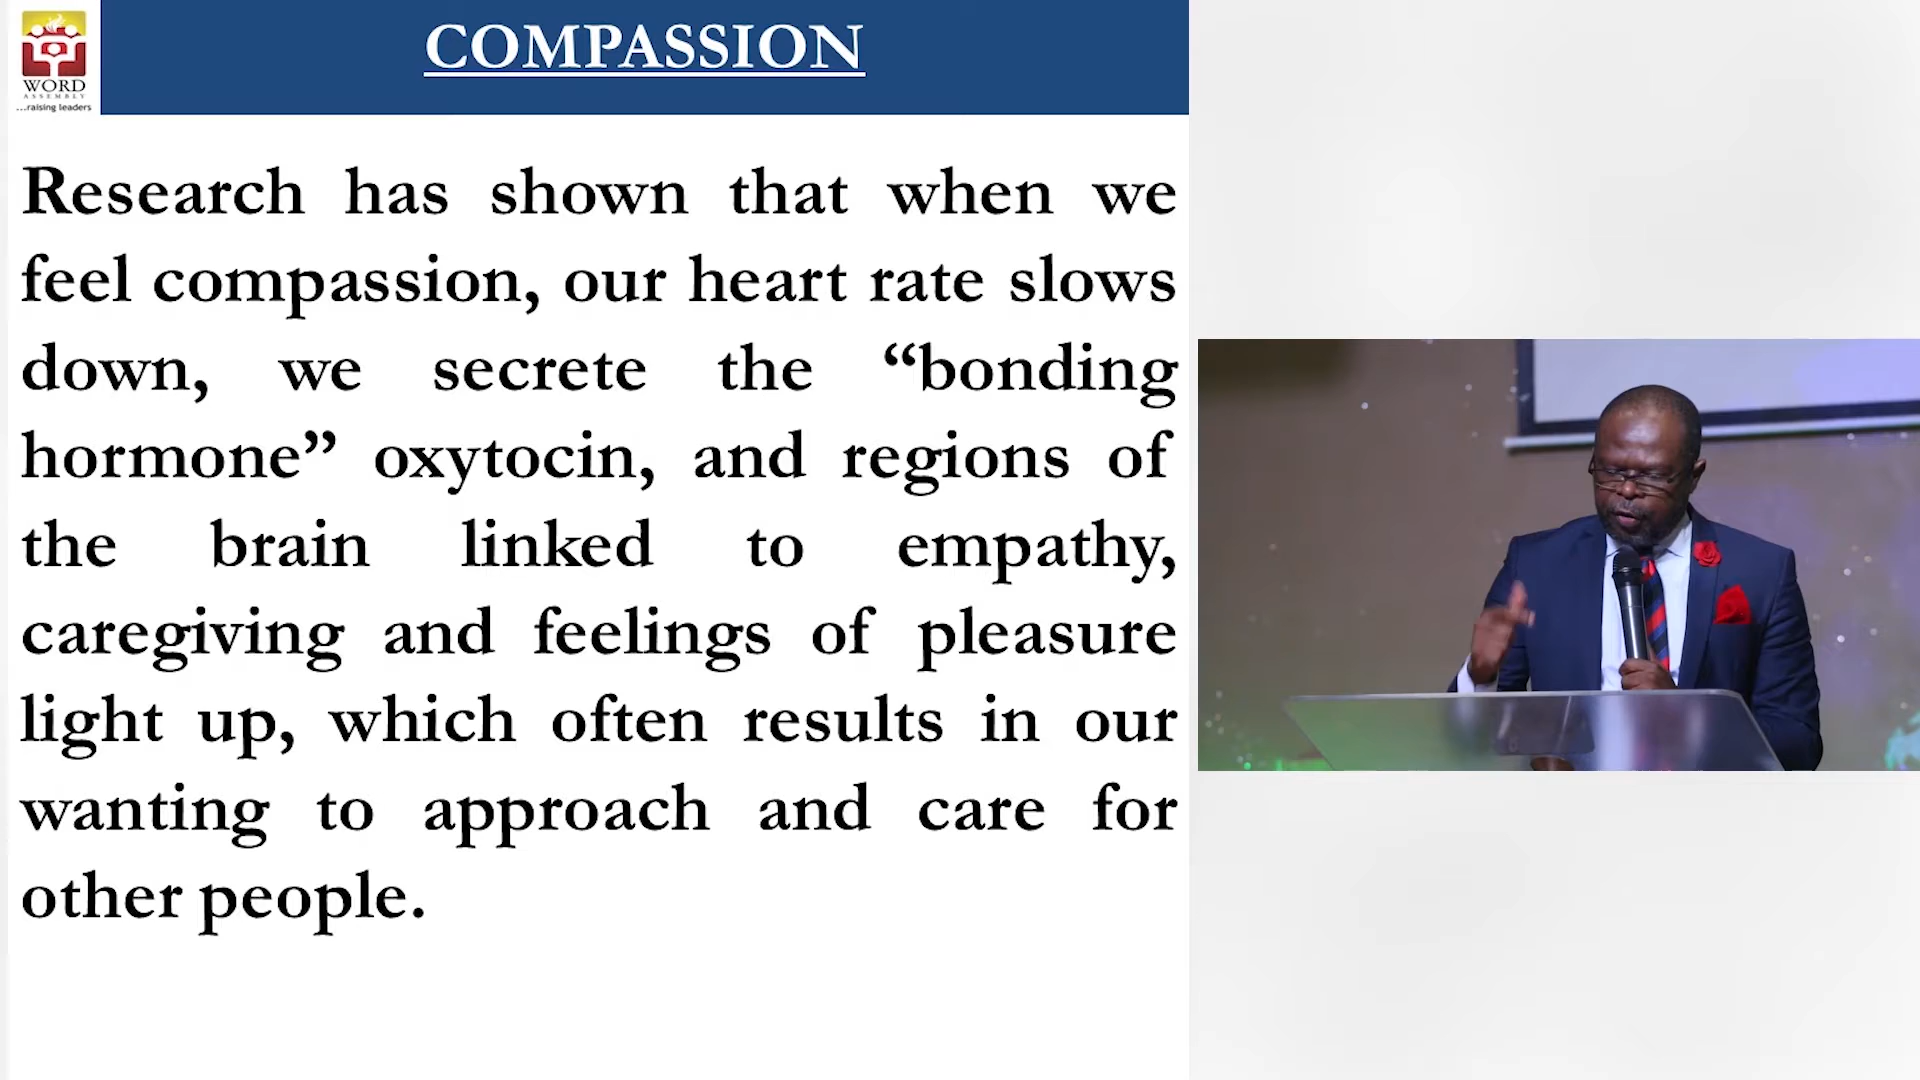 WORD
ASSEMBLY
...raising leaders
COMPASSION
Research has shown that when we
feel compassion, our heart rate slows
down, we secrete the “bonding
hormone” oxytocin, and regions of
the brain linked to empathy,
caregiving and feelings of pleasure
light up, which often results in our
wanting to approach and care for
other people.